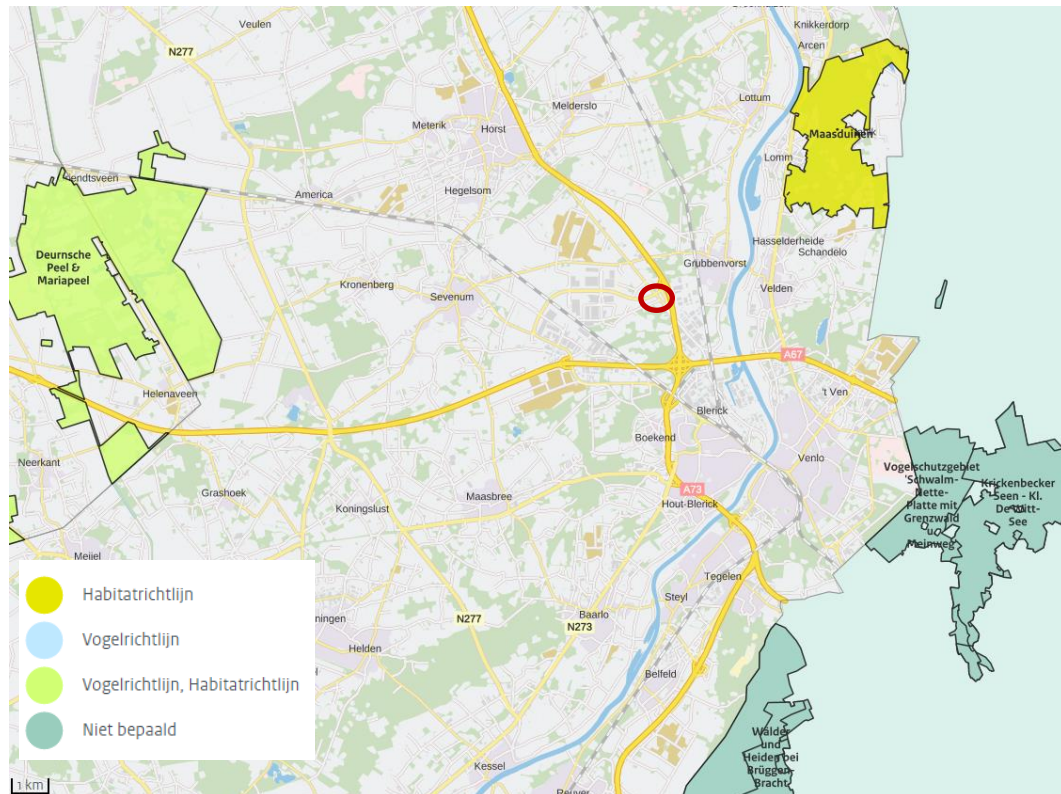 Veulen
Knikkerdorp
N277
Arcen
Melderslo
Lottum
Meterik
Horst
Maasduinen
Lomm
America
Hegelsom
Deurnsche
Peel &
Mariapeel
Hasselderheide
Schandelo
Grubbenvorst
Kronenberg
Sevenum
Velden
A67
Helenaveen
't Ven
Blerick
Boekend
Neerkant
Venlo
Vogelschutzgebiet
'Schwalm-
Nette-
Platte mit
Grenzwald
u.
Meinweg
Krickenbecker
Seen - Kl.
De Witt-
See
Grashoek
Maasbree
A73
Hout-Blerick
Koningslust
Meijel
Tegelen
Steyl
Baarlo
N277
N273
Helden
Belfeld
Wälder
und
Heiden bei
Brüggen-
Bracht
Kessel
Reuver
Habitatrichtlijn
Vogelrichtlijn
Vogelrichtlijn, Habitatrichtlijn
Niet bepaald
1 km